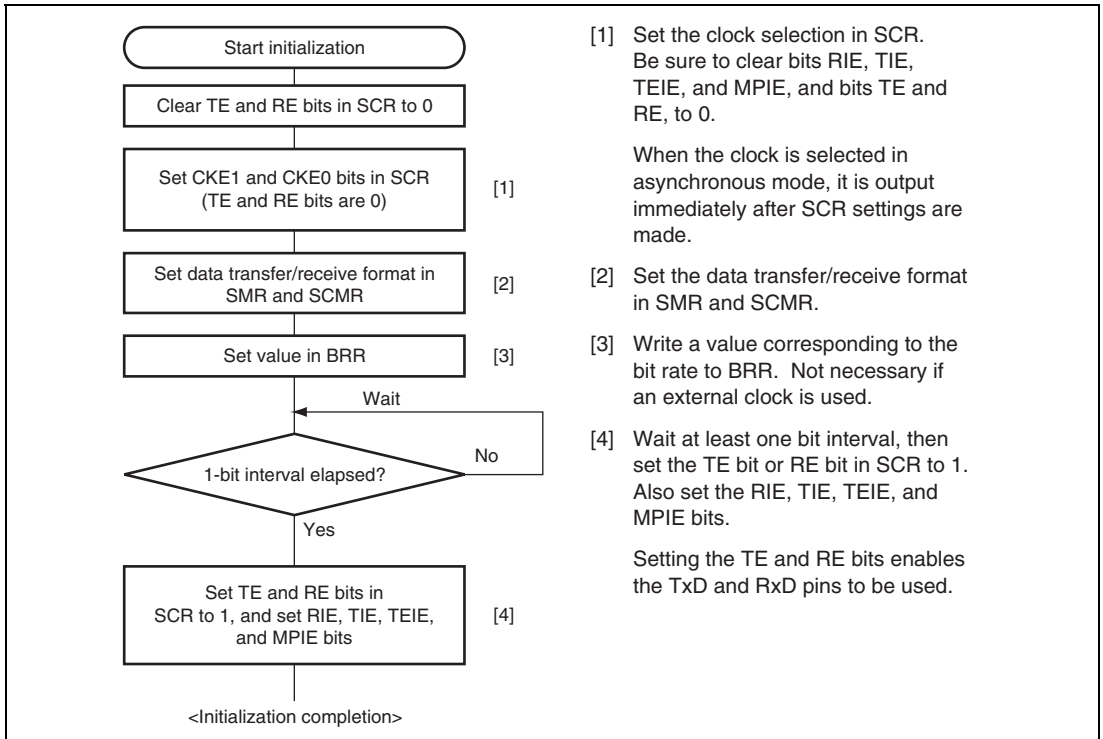 Start initialization
Clear TE and RE bits in SCR to 0
Set CKE1 and CKE0 bits in SCR
(TE and RE bits are 0)
[1]
Set data transfer/receive format in
SMR and SCMR
[2]
Set value in BRR
[3]
Wait
1-bit interval elapsed?
No
Yes
Set TE and RE bits in
SCR to 1, and set RIE, TIE, TEIE,
and MPIE bits
[4]
<Initialization completion>
[1] Set the clock selection in SCR.
Be sure to clear bits RIE, TIE,
TEIE, and MPIE, and bits TE and
RE, to 0.
When the clock is selected in
asynchronous mode, it is output
immediately after SCR settings are
made.
[2] Set the data transfer/receive format
in SMR and SCMR.
[3] Write a value corresponding to the
bit rate to BRR. Not necessary if
an external clock is used.
[4] Wait at least one bit interval, then
set the TE bit or RE bit in SCR to 1.
Also set the RIE, TIE, TEIE, and
MPIE bits.
Setting the TE and RE bits enables
the TxD and RxD pins to be used.